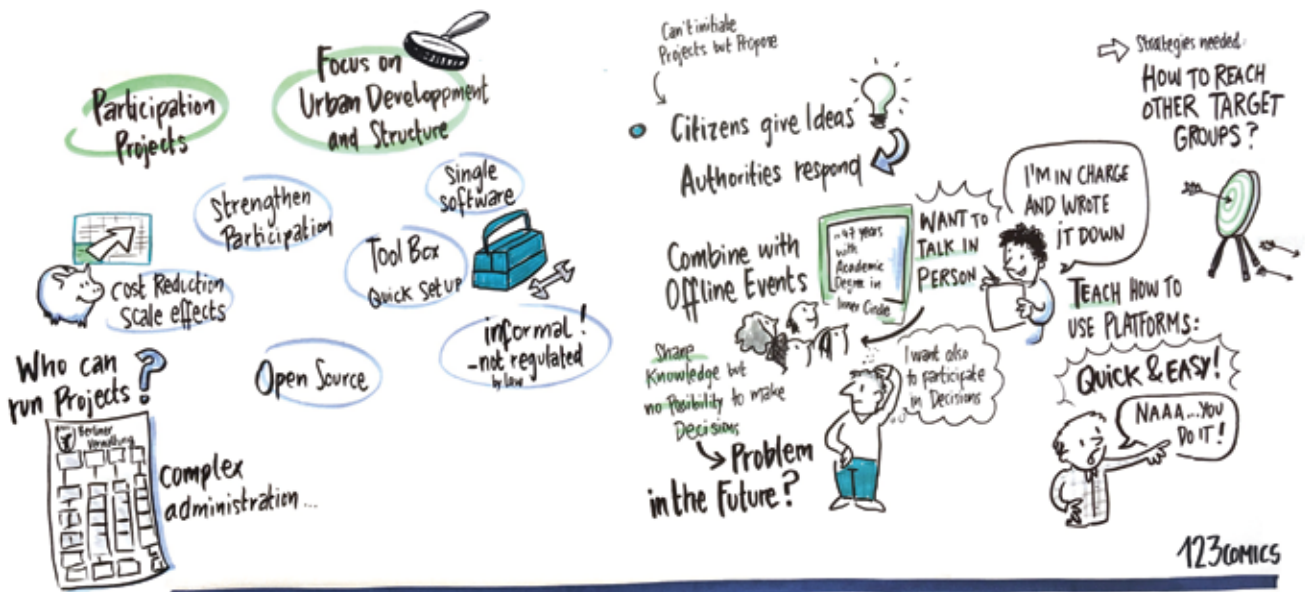 Participation
Projects
Focus on
Urban Developpment
and Structure
Strengthen
Participation
Single
software
Cost Reduction
Scale effects
Tool Box
Quick Setup
informal!
-not regulated
by law
Open Source
Who can
run Projects?
Berliner
Verwaltung
complex
administration...
Can't initiate
Projects but Propose
Citizens give Ideas
Authorities respond
Combine with
Offline Events
~47 years
with
Academic
Degree in
Inner Circle
WANT TO
TALK IN
PERSON
I'M IN CHARGE
AND WROTE
IT DOWN
Share
Knowledge but
no Posibility to make
Decisions
Problem
in the Future?
I want also
to participate
in Decisions
Strategies needed:
HOW TO REACH
OTHER TARGET
GROUPS?
TEACH HOW TO
USE PLATFORMS:
QUICK & EASY!
NAAA...YOU
DO IT!
123COMICS